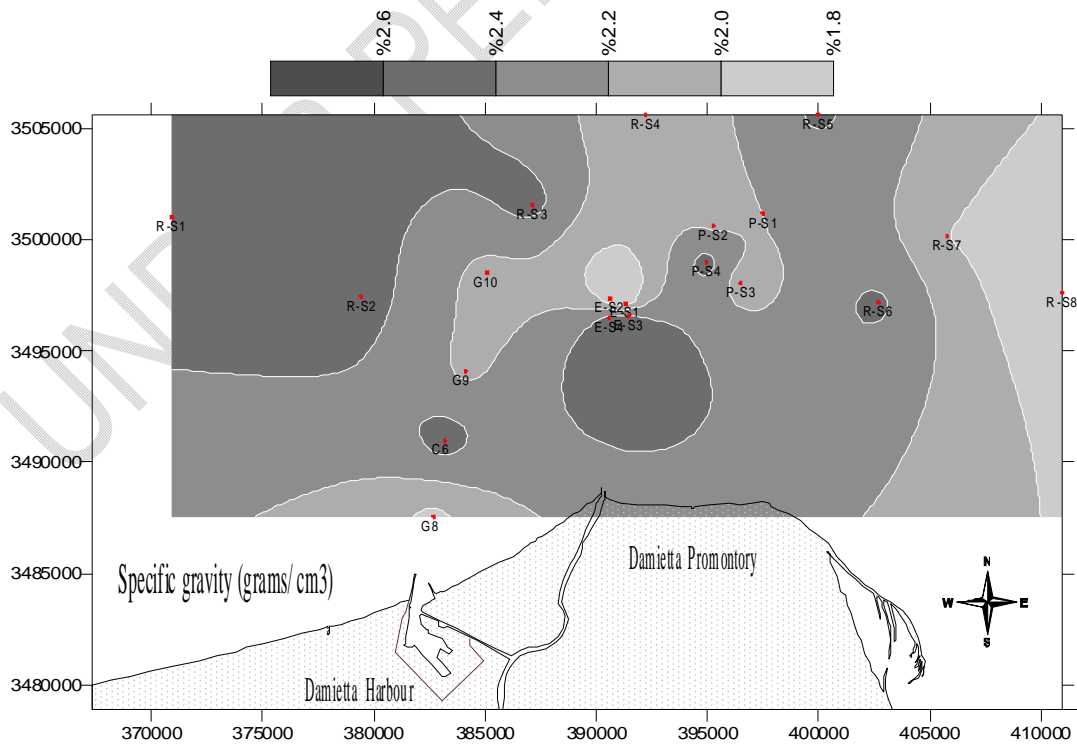 %2.6 %2.4 %2.2 %2.0 %1.8
3505000
R-S4
R-S5
R-S3
P-S1
R-S1
3500000
P-S2
R-S7
P-S4
G10
P-S3
R-S2
R-S8
E-S2
E-S1
R-S6
E-S4
E-S3
3495000
G9
C6
3490000
G8
Damietta Promontory
Specific gravity (grams/ cm3)
3485000
N
W E
S
Damietta Harbour
3480000
370000 375000 380000 385000 390000 395000 400000 405000 410000